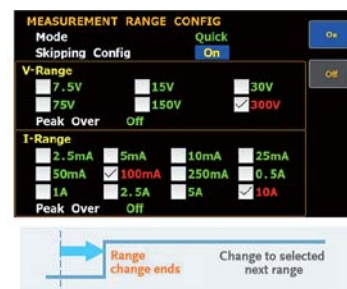 MEASUREMENT RANGE CONFIG
Mode Quick
On
Skipping Config On
V-Range
Off
7.5V 15V 30V
75V 150V 300V
Peak Over Off
I-Range
2.5mA 5mA 10mA 25mA
50mA 100mA 250mA 0.5A
1A 2.5A 5A 10A
Peak Over Off
Range Change to selected
change ends next range